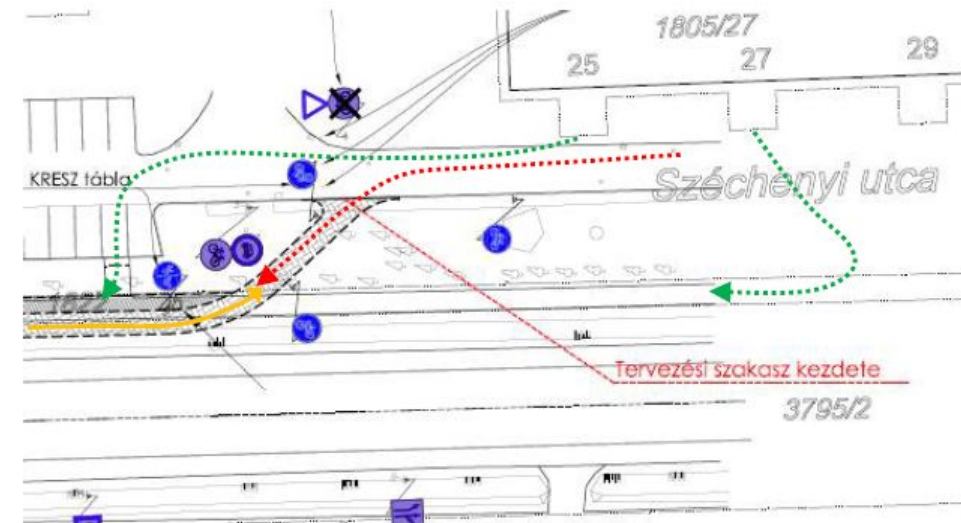 1805/27
25
27
29
KRESZ tábla
Széchenyi utca
Tervezési szakasz kezdete
3795/2